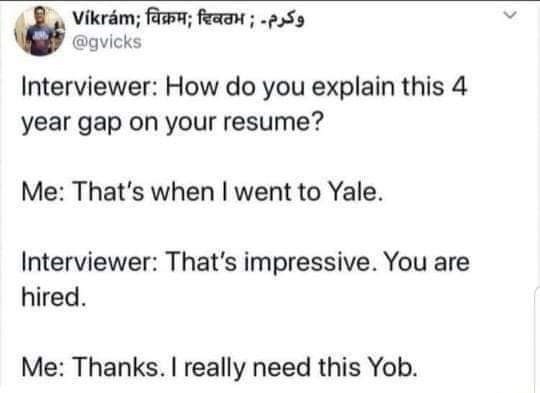 Víkrám; विक्रम; ਵਿਕਰਮ ; -وكرم
@gvicks
Interviewer: How do you explain this 4
year gap on your resume?
Me: That's when I went to Yale.
Interviewer: That's impressive. You are
hired.
Me: Thanks. I really need this Yob.